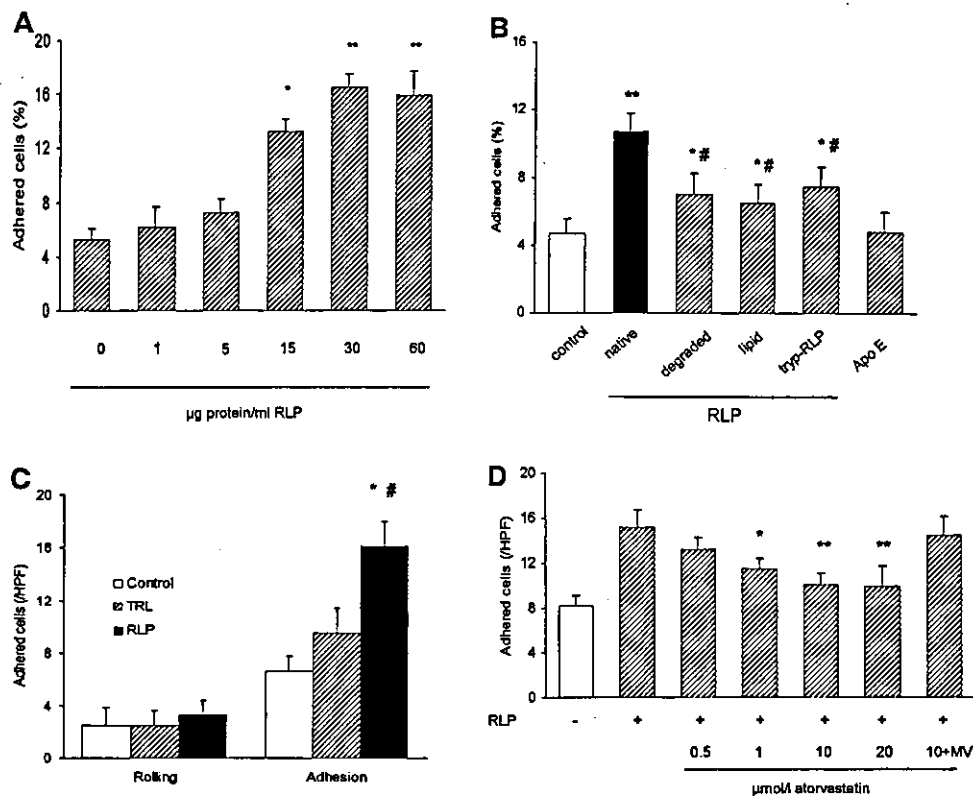 A
Adhered cells (%)
20
16
12
8
4
0
*
**
**
0 1 5 15 30 60
µg protein/ml RLP
B
Adhered cells (%)
16
12
8
4
0
**
* #
* #
* #
control native degraded lipid tryp-RLP Apo E
RLP
C
Adhered cells (/HPF)
20
16
12
8
4
0
Control
TRL
RLP
* #
Rolling Adhesion
D
Adhered cells (/HPF)
20
16
12
8
4
0
*
**
**
RLP - + + + + + +
0.5 1 10 20 10+MV
µmol/l atorvastatin